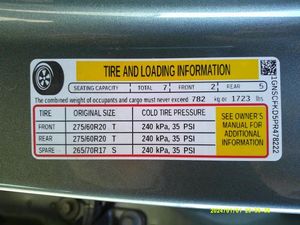 TIRE AND LOADING INFORMATION
SEATING CAPACITY TOTAL 7 FRONT 2 REAR 5
The combined weight of occupants and cargo must never exceed 782 kg or 1723 lbs
TIRE ORIGINAL SIZE COLD TIRE PRESSURE
FRONT 275/60R20 T 240 kPa, 35 PSI
REAR 275/60R20 T 240 kPa, 35 PSI
SPARE 265/70R17 S 240 kPa, 35 PSI
SEE OWNER'S
MANUAL FOR
ADDITIONAL
INFORMATION
1GNSCFKD5PR478222